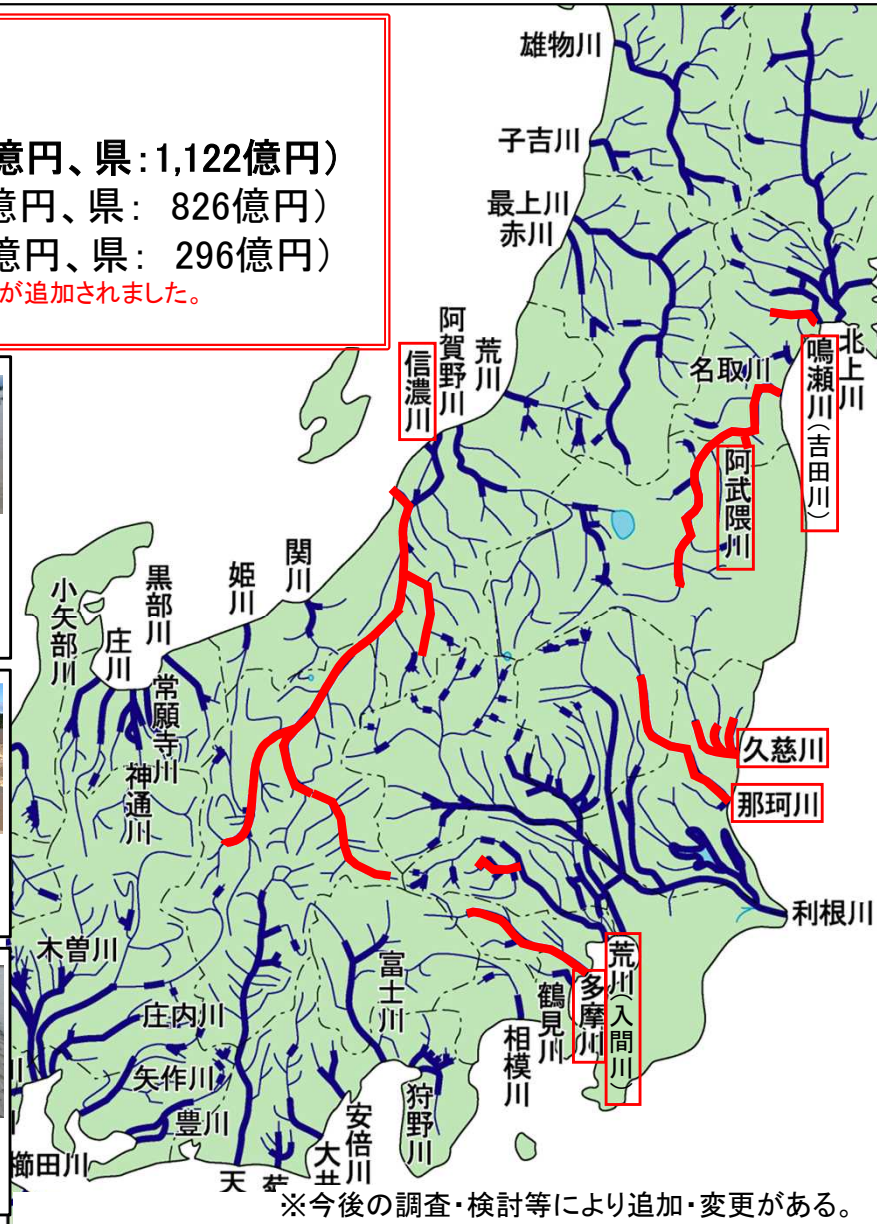 億円、県：1,122億円）
億円、県： 826億円）
億円、県： 296億円）
が追加されました。
雄物川
子吉川
最上川
赤川
荒川
阿賀野川
信濃川
名取川
北上川
鳴瀬川（吉田川）
阿武隈川
関川
姫川
黒部川
小矢部川
庄川
常願寺川
神通川
久慈川
那珂川
利根川
木曽川
庄内川
矢作川
豊川
富士川
荒川（入間川）
多摩川
鶴見川
相模川
狩野川
安倍川
櫛田川
天
※今後の調査・検討等により追加・変更がある。